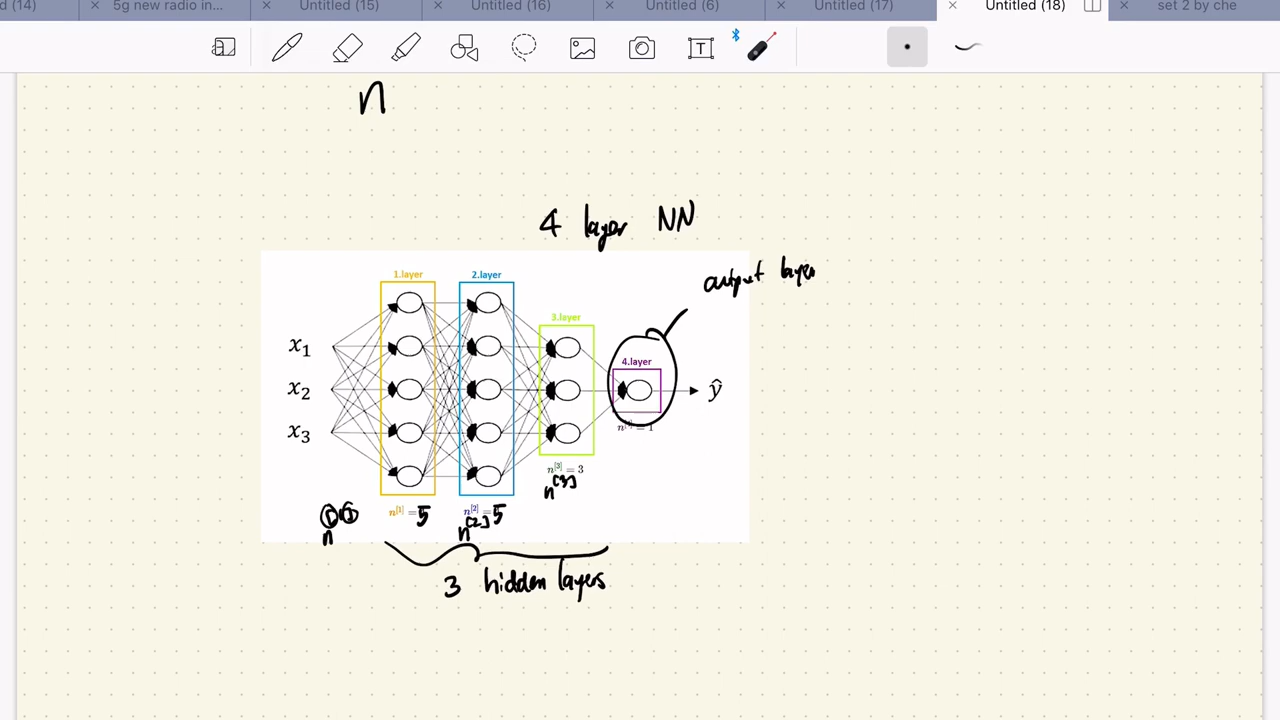 d (14) × 5g new radio in... × Untitled (15) × Untitled (16) × Untitled (6) × Untitled (17) × Untitled (18) × set 2 by che
T
n
4 layer NN
output layer
1.layer 2.layer
3.layer
4.layer
x₁
x₂ ŷ
x₃
n^[3] = 3
n^[3]
n^[1] = 5 n^[2] = 5
n n^[2]
3 hidden layers